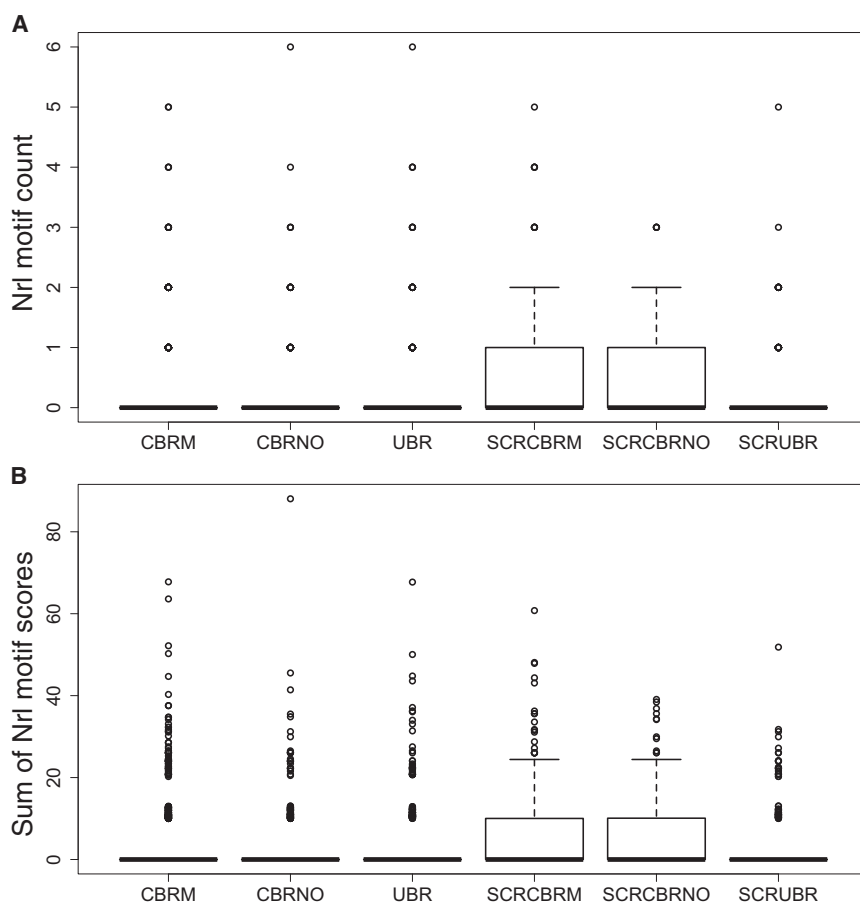 A
Nrl motif count
6
5
4
3
2
1
0
CBRM CBRNO UBR SCRCBRM SCRCBRNO SCRUBR
B
Sum of Nrl motif scores
80
60
40
20
0
CBRM CBRNO UBR SCRCBRM SCRCBRNO SCRUBR